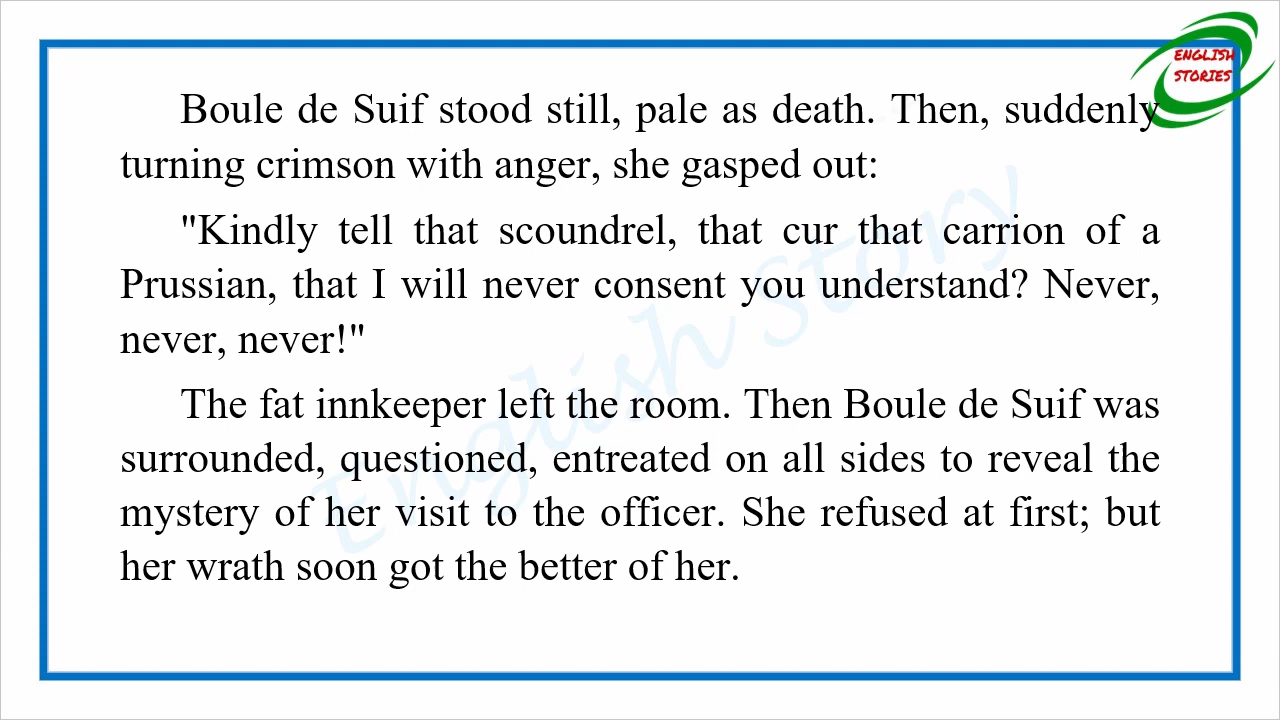 ENGLISH
STORIES
Boule de Suif stood still, pale as death. Then, suddenly
turning crimson with anger, she gasped out:
"Kindly tell that scoundrel, that cur that carrion of a
Prussian, that I will never consent you understand? Never,
never, never!"
The fat innkeeper left the room. Then Boule de Suif was
surrounded, questioned, entreated on all sides to reveal the
mystery of her visit to the officer. She refused at first; but
her wrath soon got the better of her.
English Story